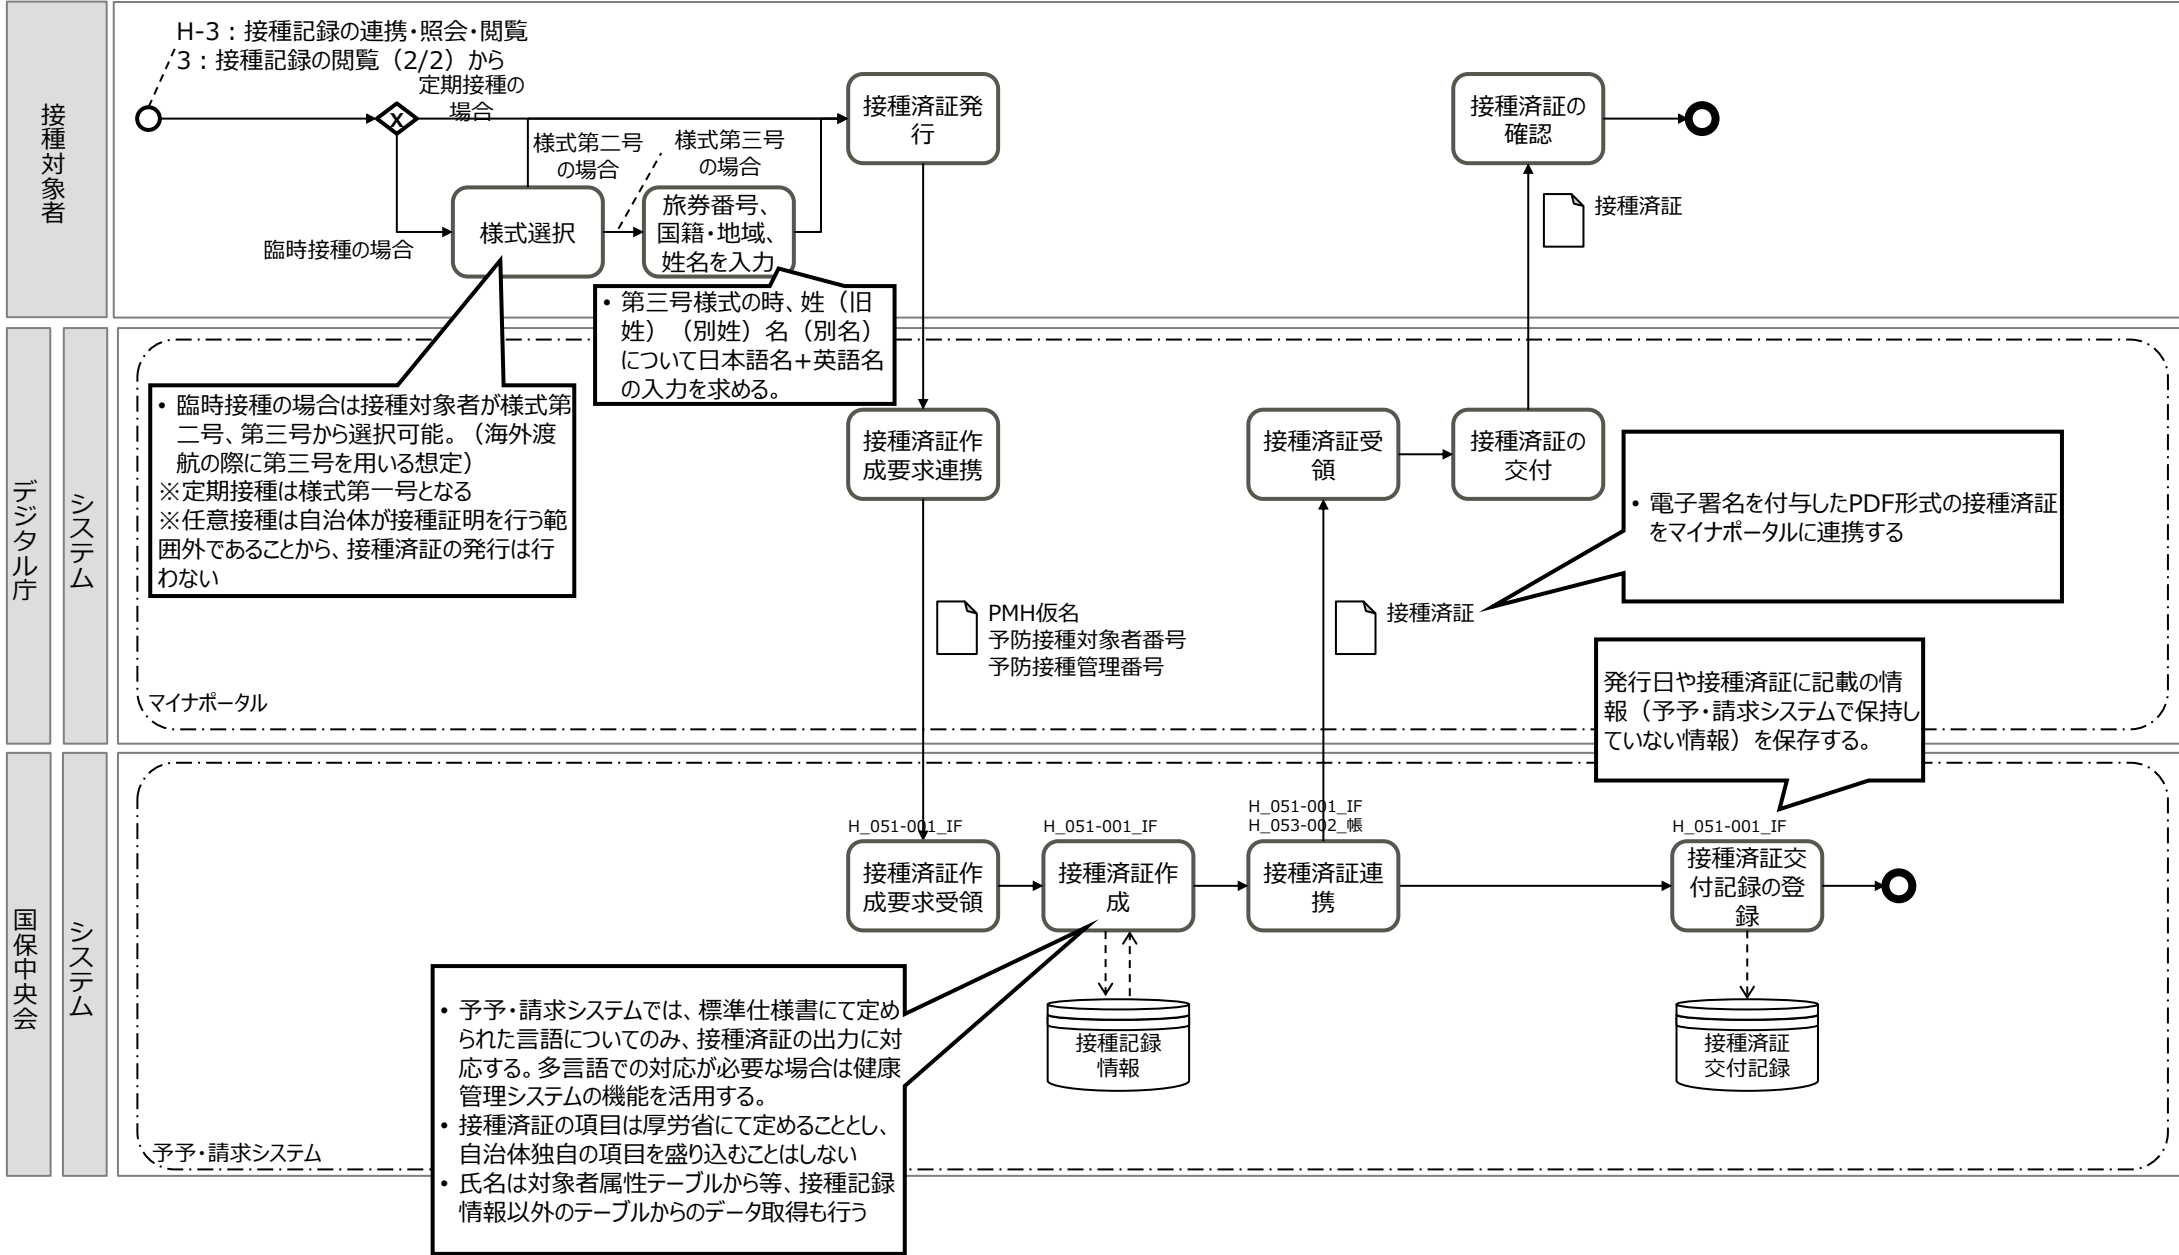 H-3：接種記録の連携・照会・閲覧
3：接種記録の閲覧（2/2）から
接種対象者
定期接種の
場合
X
接種済証発
行
接種済証の
確認
様式第二号
の場合
様式第三号
の場合
臨時接種の場合
様式選択
旅券番号、
国籍・地域、
姓名を入力
接種済証
• 第三号様式の時、姓（旧
姓）（別姓）名（別名）
について日本語名+英語名
の入力を求める。
デジタル庁
システム
• 臨時接種の場合は接種対象者が様式第
二号、第三号から選択可能。（海外渡
航の際に第三号を用いる想定）
※定期接種は様式第一号となる
※任意接種は自治体が接種証明を行う範
囲外であることから、接種済証の発行は行
わない
接種済証作
成要求連携
接種済証受
領
接種済証の
交付
• 電子署名を付与したPDF形式の接種済証
をマイナポータルに連携する
PMH仮名
予防接種対象者番号
予防接種管理番号
接種済証
マイナポータル
発行日や接種済証に記載の情
報（予予・請求システムで保持し
ていない情報）を保存する。
国保中央会
システム
H_051-001_IF
接種済証作
成要求受領
H_051-001_IF
接種済証作
成
H_051-001_IF
H_053-002_帳
接種済証連
携
H_051-001_IF
接種済証交
付記録の登
録
接種記録
情報
接種済証
交付記録
• 予予・請求システムでは、標準仕様書にて定め
られた言語についてのみ、接種済証の出力に対
応する。多言語での対応が必要な場合は健康
管理システムの機能を活用する。
• 接種済証の項目は厚労省にて定めることとし、
自治体独自の項目を盛り込むことはしない
• 氏名は対象者属性テーブルから等、接種記録
情報以外のテーブルからのデータ取得も行う
予予・請求システム